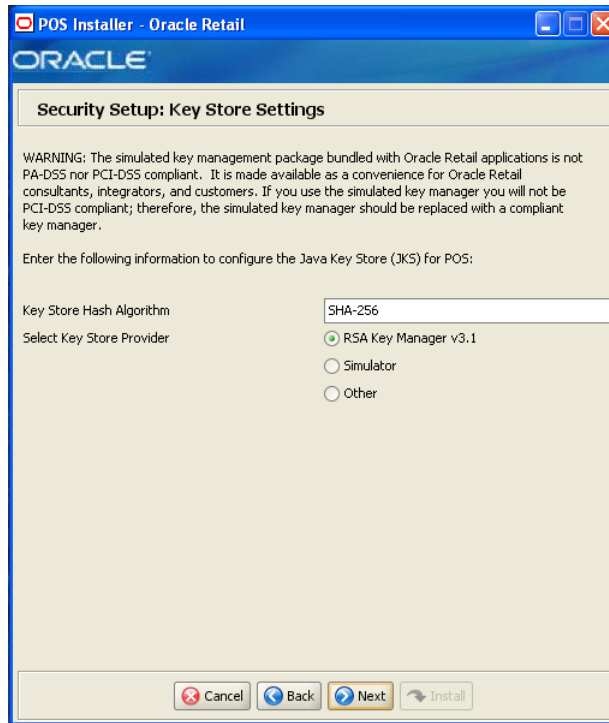 POS Installer - Oracle Retail
ORACLE
Security Setup: Key Store Settings
WARNING: The simulated key management package bundled with Oracle Retail applications is not
PA-DSS nor PCI-DSS compliant.  It is made available as a convenience for Oracle Retail
consultants, integrators, and customers. If you use the simulated key manager you will not be
PCI-DSS compliant; therefore, the simulated key manager should be replaced with a compliant
key manager.
Enter the following information to configure the Java Key Store (JKS) for POS:
Key Store Hash Algorithm SHA-256
Select Key Store Provider RSA Key Manager v3.1
Simulator
Other
Cancel Back Next Install